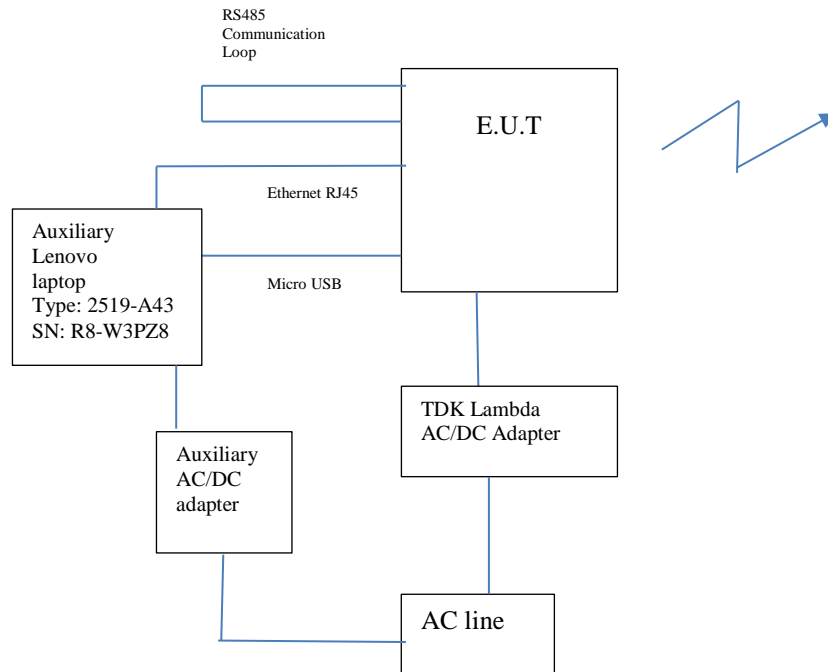 RS485
Communication
Loop
E.U.T
Ethernet RJ45
Auxiliary
Lenovo
laptop
Type: 2519-A43
SN: R8-W3PZ8
Micro USB
TDK Lambda
AC/DC Adapter
Auxiliary
AC/DC
adapter
AC line